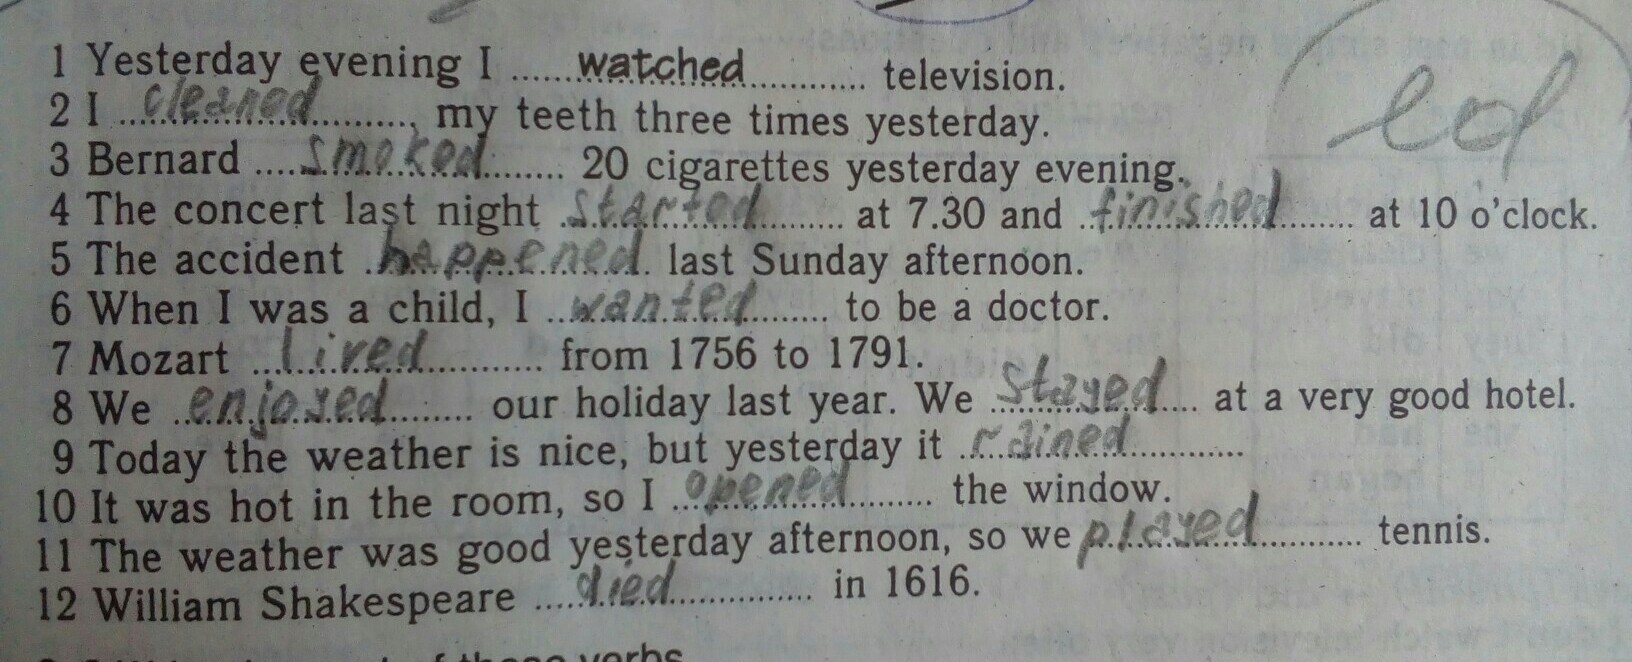 1 Yesterday evening I ......watched............ television.
ed
2 I ..cleaned.........., my teeth three times yesterday.
3 Bernard ....smoked........ 20 cigarettes yesterday evening.
4 The concert last night ..started........ at 7.30 and ..finished....... at 10 o'clock.
5 The accident ..happened.. last Sunday afternoon.
6 When I was a child, I ..wanted....... to be a doctor.
7 Mozart ...lived........... from 1756 to 1791.
8 We ..enjoyed........ our holiday last year. We ..stayed.... at a very good hotel.
9 Today the weather is nice, but yesterday it ..rained............
10 It was hot in the room, so I ..opened........ the window.
11 The weather was good yesterday afternoon, so we played.......... tennis.
12 William Shakespeare .....died............. in 1616.
of these verbs